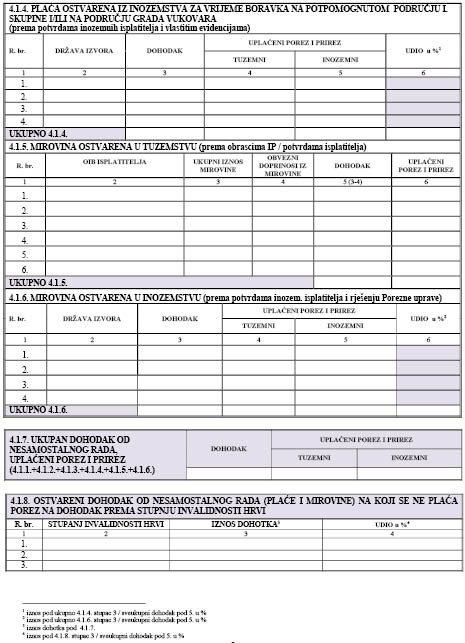 4.1.4. PLAĆA OSTVARENA IZ INOZEMSTVA ZA VRIJEME BORAVKA NA POTPOMOGNUTOM PODRUČJU I.
SKUPINE I/ILI NA PODRUČJU GRADA VUKOVARA
(prema potvrdama inozemnih isplatitelja i vlastitim evidencijama)
R. br. DRŽAVA IZVORA DOHODAK UPLAĆENI POREZ I PRIREZ UDIO u %¹
TUZEMNI INOZEMNI
1 2 3 4 5 6
1.
2.
3.
4.
UKUPNO 4.1.4.
4.1.5. MIROVINA OSTVARENA U TUZEMSTVU (prema obrascima IP / potvrdama isplatitelja)
R. br. OIB ISPLATITELJA UKUPNI IZNOS MIROVINE OBVEZNI DOPRINOSI IZ MIROVINE DOHODAK UPLAĆENI POREZ I PRIREZ
1 2 3 4 5 (3-4) 6
1.
2.
3.
4.
5.
6.
UKUPNO 4.1.5.
4.1.6. MIROVINA OSTVARENA U INOZEMSTVU (prema potvrdama inozem. isplatitelja i rješenju Porezne uprave)
R. br. DRŽAVA IZVORA DOHODAK UPLAĆENI POREZ I PRIREZ UDIO u %²
TUZEMNI INOZEMNI
1 2 3 4 5 6
1.
2.
3.
4.
UKUPNO 4.1.6.
4.1.7. UKUPAN DOHODAK OD
NESAMOSTALNOG RADA,
UPLAĆENI POREZ I PRIREZ
(4.1.1.+4.1.2.+4.1.3.+4.1.4.+4.1.5.+4.1.6.)
DOHODAK UPLAĆENI POREZ I PRIREZ
TUZEMNI INOZEMNI
4.1.8. OSTVARENI DOHODAK OD NESAMOSTALNOG RADA (PLAĆE I MIROVINE) NA KOJI SE NE PLAĆA
POREZ NA DOHODAK PREMA STUPNJU INVALIDNOSTI HRVI
R. br. STUPANJ INVALIDNOSTI HRVI IZNOS DOHOTKA³ UDIO u %⁴
1 2 3 4
1.
2.
3.
¹ iznos pod ukupno 4.1.4. stupac 3 / sveukupni dohodak pod 5. u %
² iznos pod ukupno 4.1.6. stupac 3 / sveukupni dohodak pod 5. u %
³ iznos dohotka pod 4.1.7.
⁴ iznos pod 4.1.8. stupac 3 / sveukupni dohodak pod 5. u %